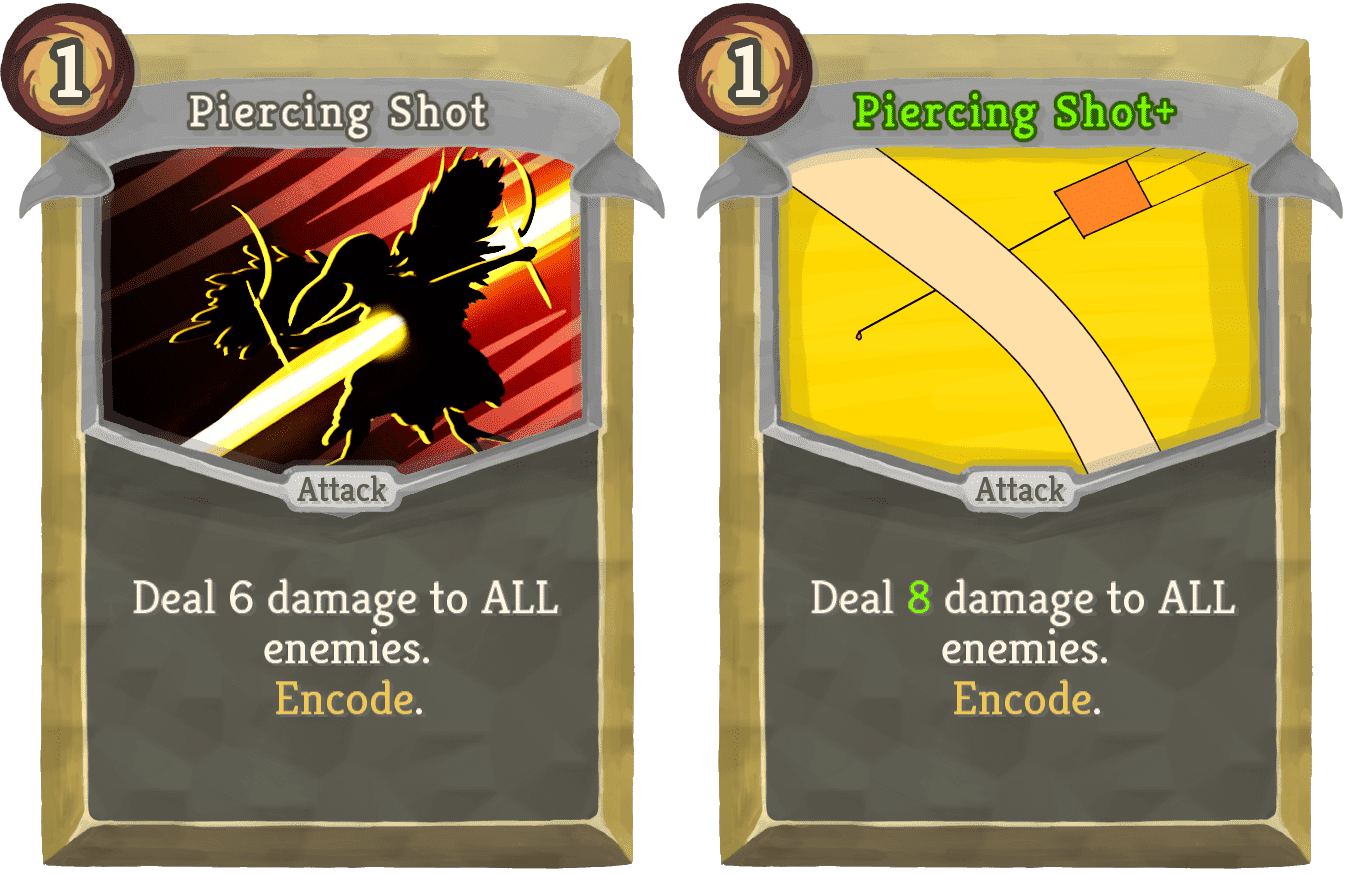 1
Piercing Shot
Attack
Deal 6 damage to ALL
enemies.
Encode.
1
Piercing Shot+
Attack
Deal 8 damage to ALL
enemies.
Encode.